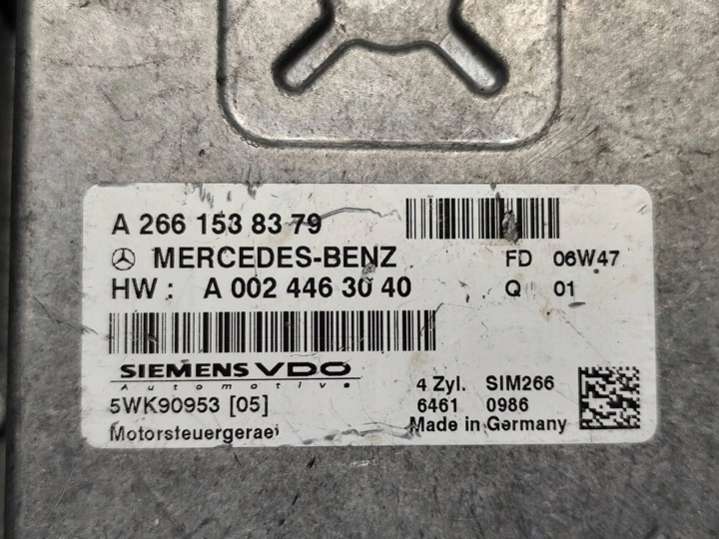 A 266 153 83 79
MERCEDES-BENZ
FD 06W47
HW : A 002 446 30 40
Q 01
SIEMENS VDO
Automotive
4 Zyl. SIM266
5WK90953 [05]
6461 0986
Motorsteuergerae
Made in Germany